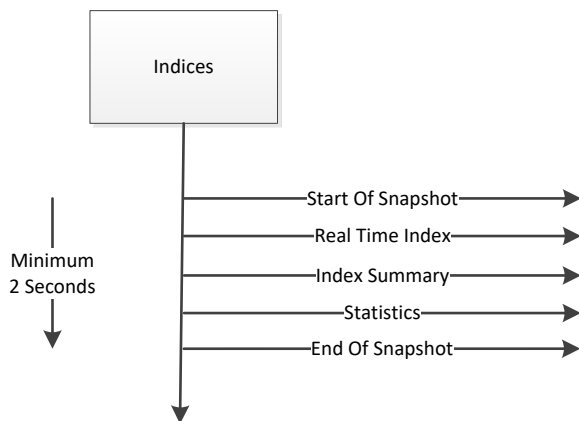 Indices
Start Of Snapshot
Real Time Index
Minimum
2 Seconds
Index Summary
Statistics
End Of Snapshot